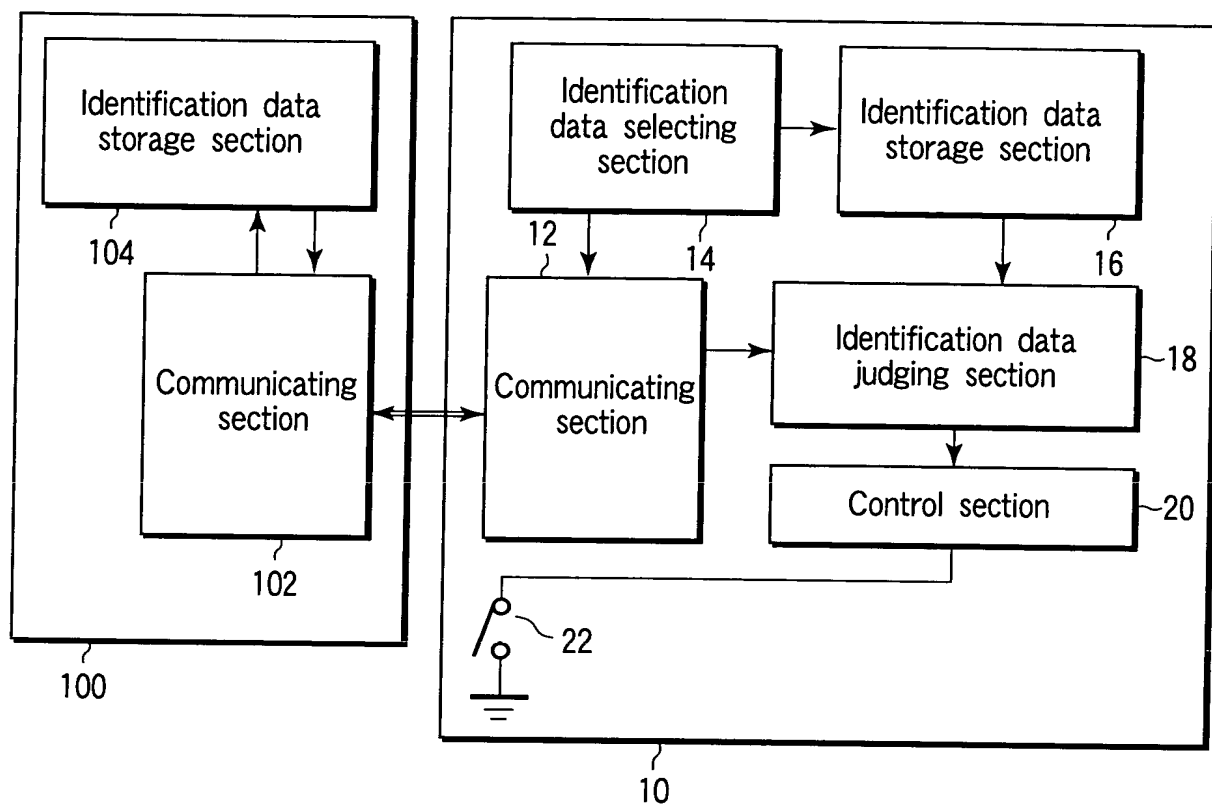 Identification data
storage section
104
Communicating
section
102
100
Identification
data selecting
section
14
Identification data
storage section
16
12
Communicating
section
Identification data
judging section
18
Control section
20
22
10